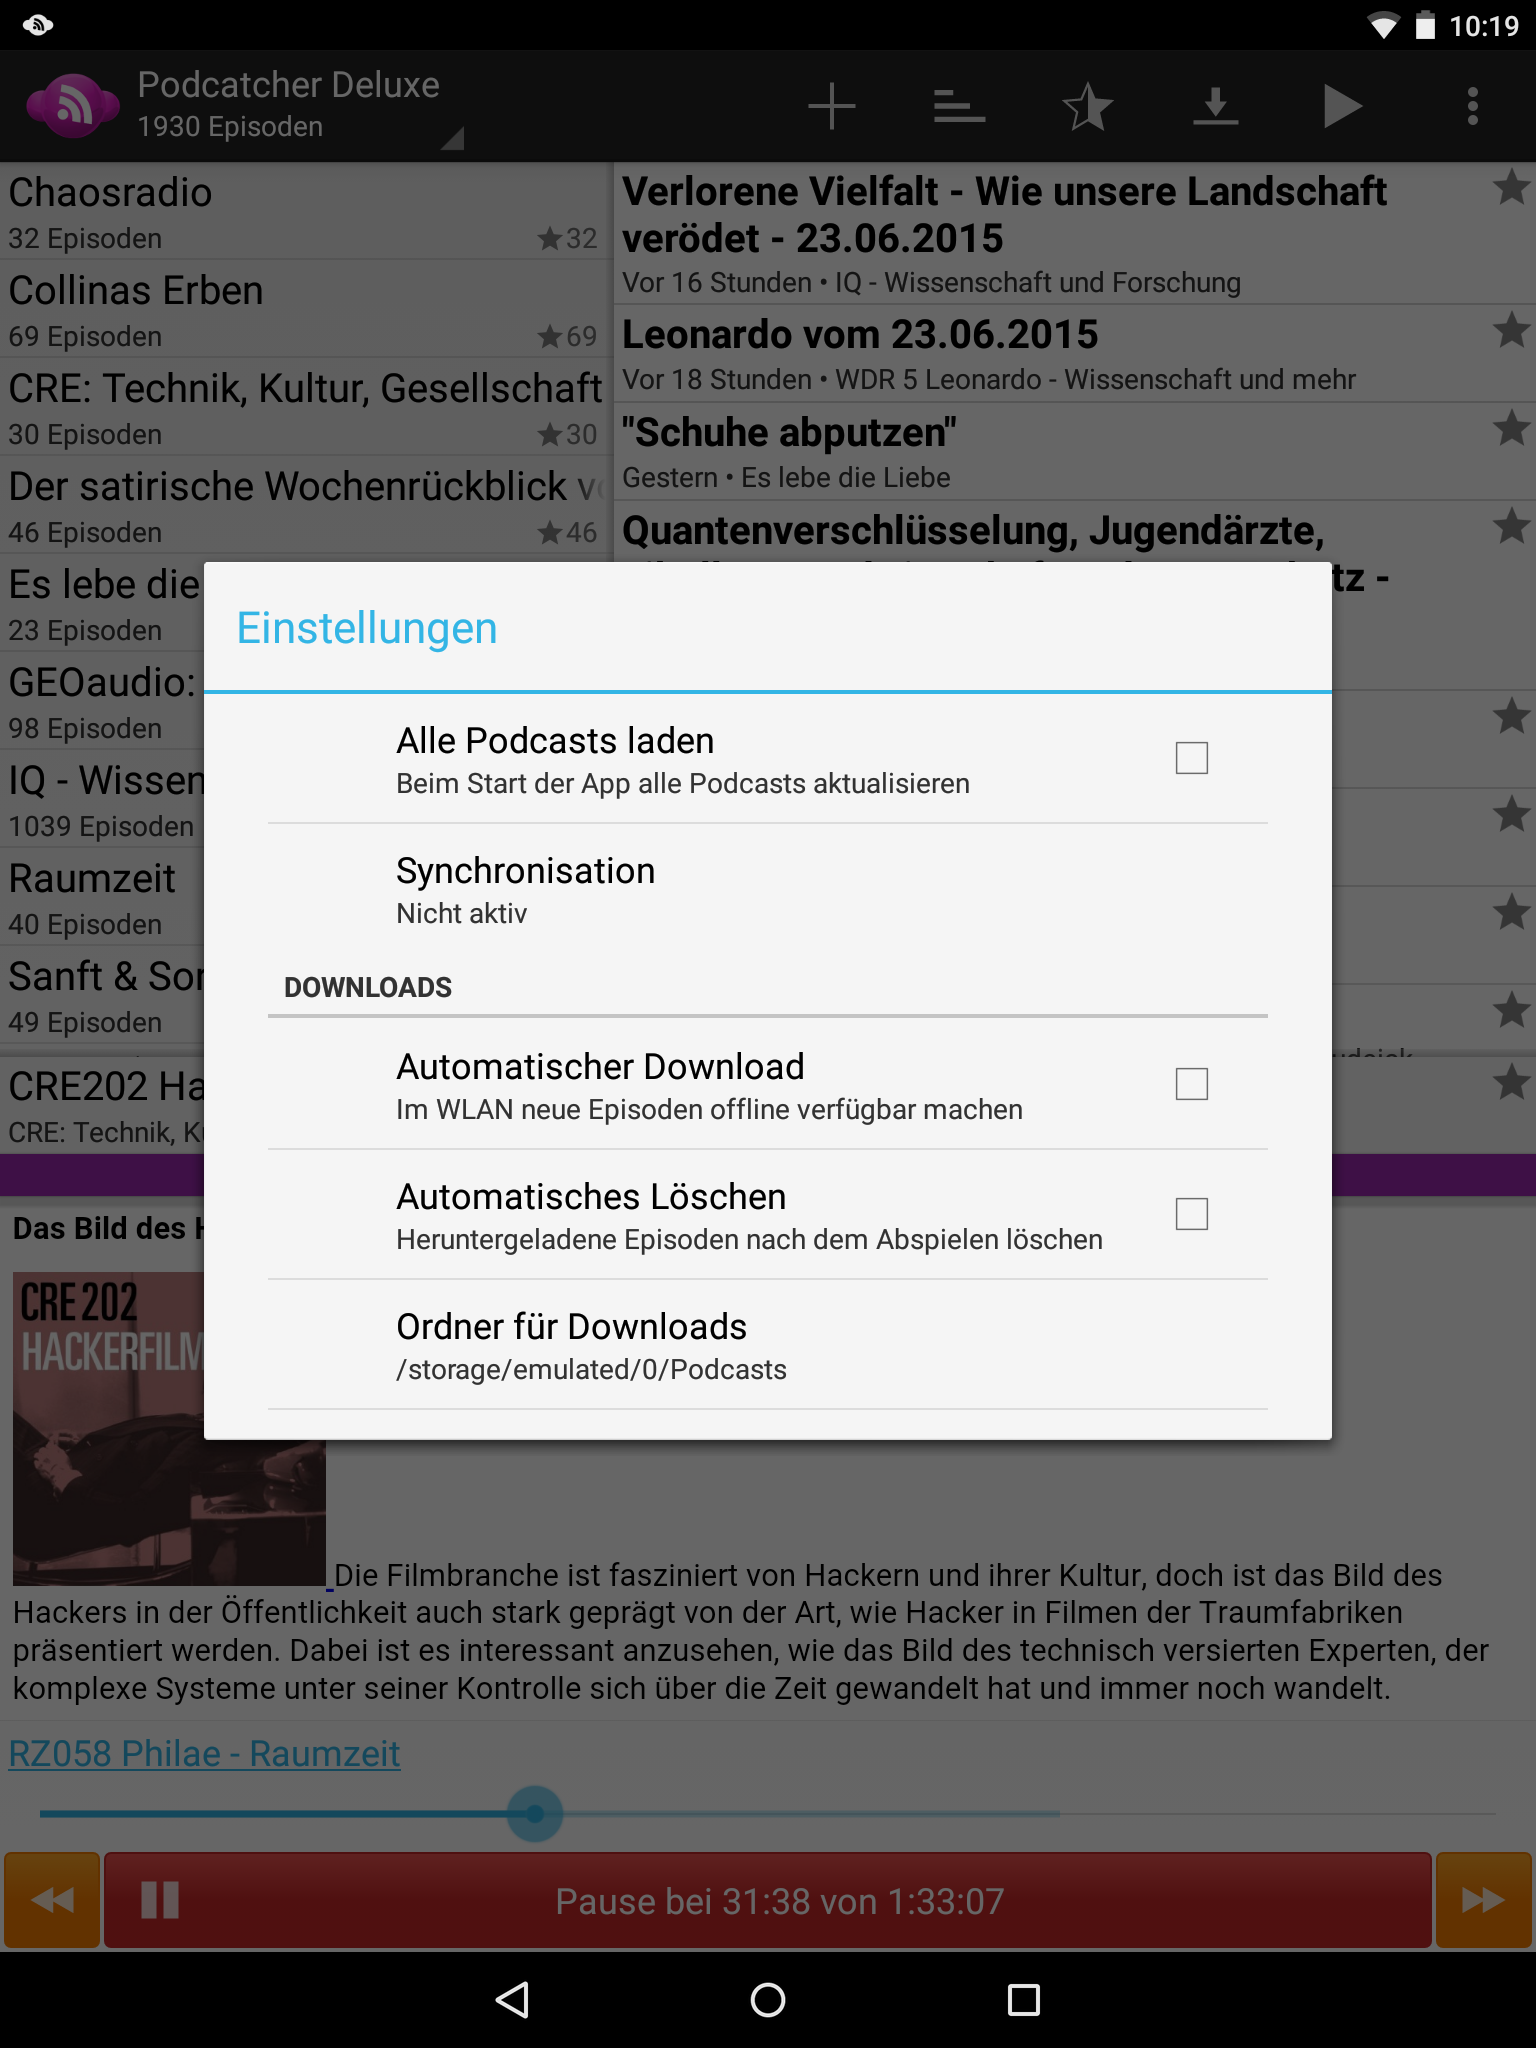 10:19
Podcatcher Deluxe
1930 Episoden
Chaosradio
32 Episoden
32
Collinas Erben
69 Episoden
69
CRE: Technik, Kultur, Gesellschaft
30 Episoden
30
Der satirische Wochenrückblick
46 Episoden
46
Es lebe die
23 Episoden
GEOaudio:
98 Episoden
IQ - Wissen
1039 Episoden
Raumzeit
40 Episoden
Sanft &
49 Episoden
Verlorene Vielfalt - Wie unsere Landschaft
verödet - 23.06.2015
Vor 16 Stunden • IQ - Wissenschaft und Forschung
Leonardo vom 23.06.2015
Vor 18 Stunden • WDR 5 Leonardo - Wissenschaft und mehr
"Schuhe abputzen"
Gestern • Es lebe die Liebe
Quantenverschlüsselung, Jugendärzte,
tz -
Einstellungen
Alle Podcasts laden
Beim Start der App alle Podcasts aktualisieren
Synchronisation
Nicht aktiv
DOWNLOADS
Automatischer Download
Im WLAN neue Episoden offline verfügbar machen
Automatisches Löschen
Heruntergeladene Episoden nach dem Abspielen löschen
Ordner für Downloads
/storage/emulated/0/Podcasts
CRE202 Ha
CRE: Technik,
Das Bild des
CRE 202
HACKERFILM
Die Filmbranche ist fasziniert von Hackern und ihrer Kultur, doch ist das Bild des
Hackers in der Öffentlichkeit auch stark geprägt von der Art, wie Hacker in Filmen der Traumfabriken
präsentiert werden. Dabei ist es interessant anzusehen, wie das Bild des technisch versierten Experten, der
komplexe Systeme unter seiner Kontrolle sich über die Zeit gewandelt hat und immer noch wandelt.
RZ058 Philae - Raumzeit
Pause bei 31:38 von 1:33:07